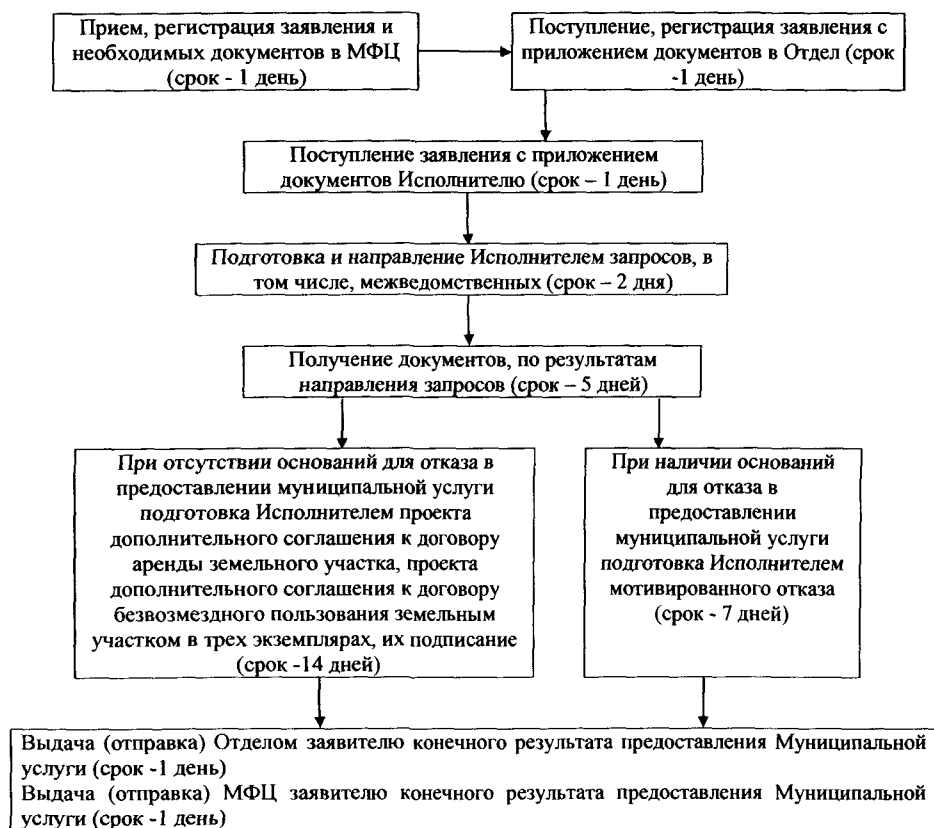 Прием, регистрация заявления и
необходимых документов в МФЦ
(срок - 1 день)
Поступление, регистрация заявления с
приложением документов в Отдел (срок
-1 день)
Поступление заявления с приложением
документов Исполнителю (срок – 1 день)
Подготовка и направление Исполнителем запросов, в
том числе, межведомственных (срок – 2 дня)
Получение документов, по результатам
направления запросов (срок – 5 дней)
При отсутствии оснований для отказа в
предоставлении муниципальной услуги
подготовка Исполнителем проекта
дополнительного соглашения к договору
аренды земельного участка, проекта
дополнительного соглашения к договору
безвозмездного пользования земельным
участком в трех экземплярах, их подписание
(срок -14 дней)
При наличии оснований
для отказа в
предоставлении
муниципальной услуги
подготовка Исполнителем
мотивированного отказа
(срок - 7 дней)
Выдача (отправка) Отделом заявителю конечного результата предоставления Муниципальной
услуги (срок -1 день)
Выдача (отправка) МФЦ заявителю конечного результата предоставления Муниципальной
услуги (срок -1 день)